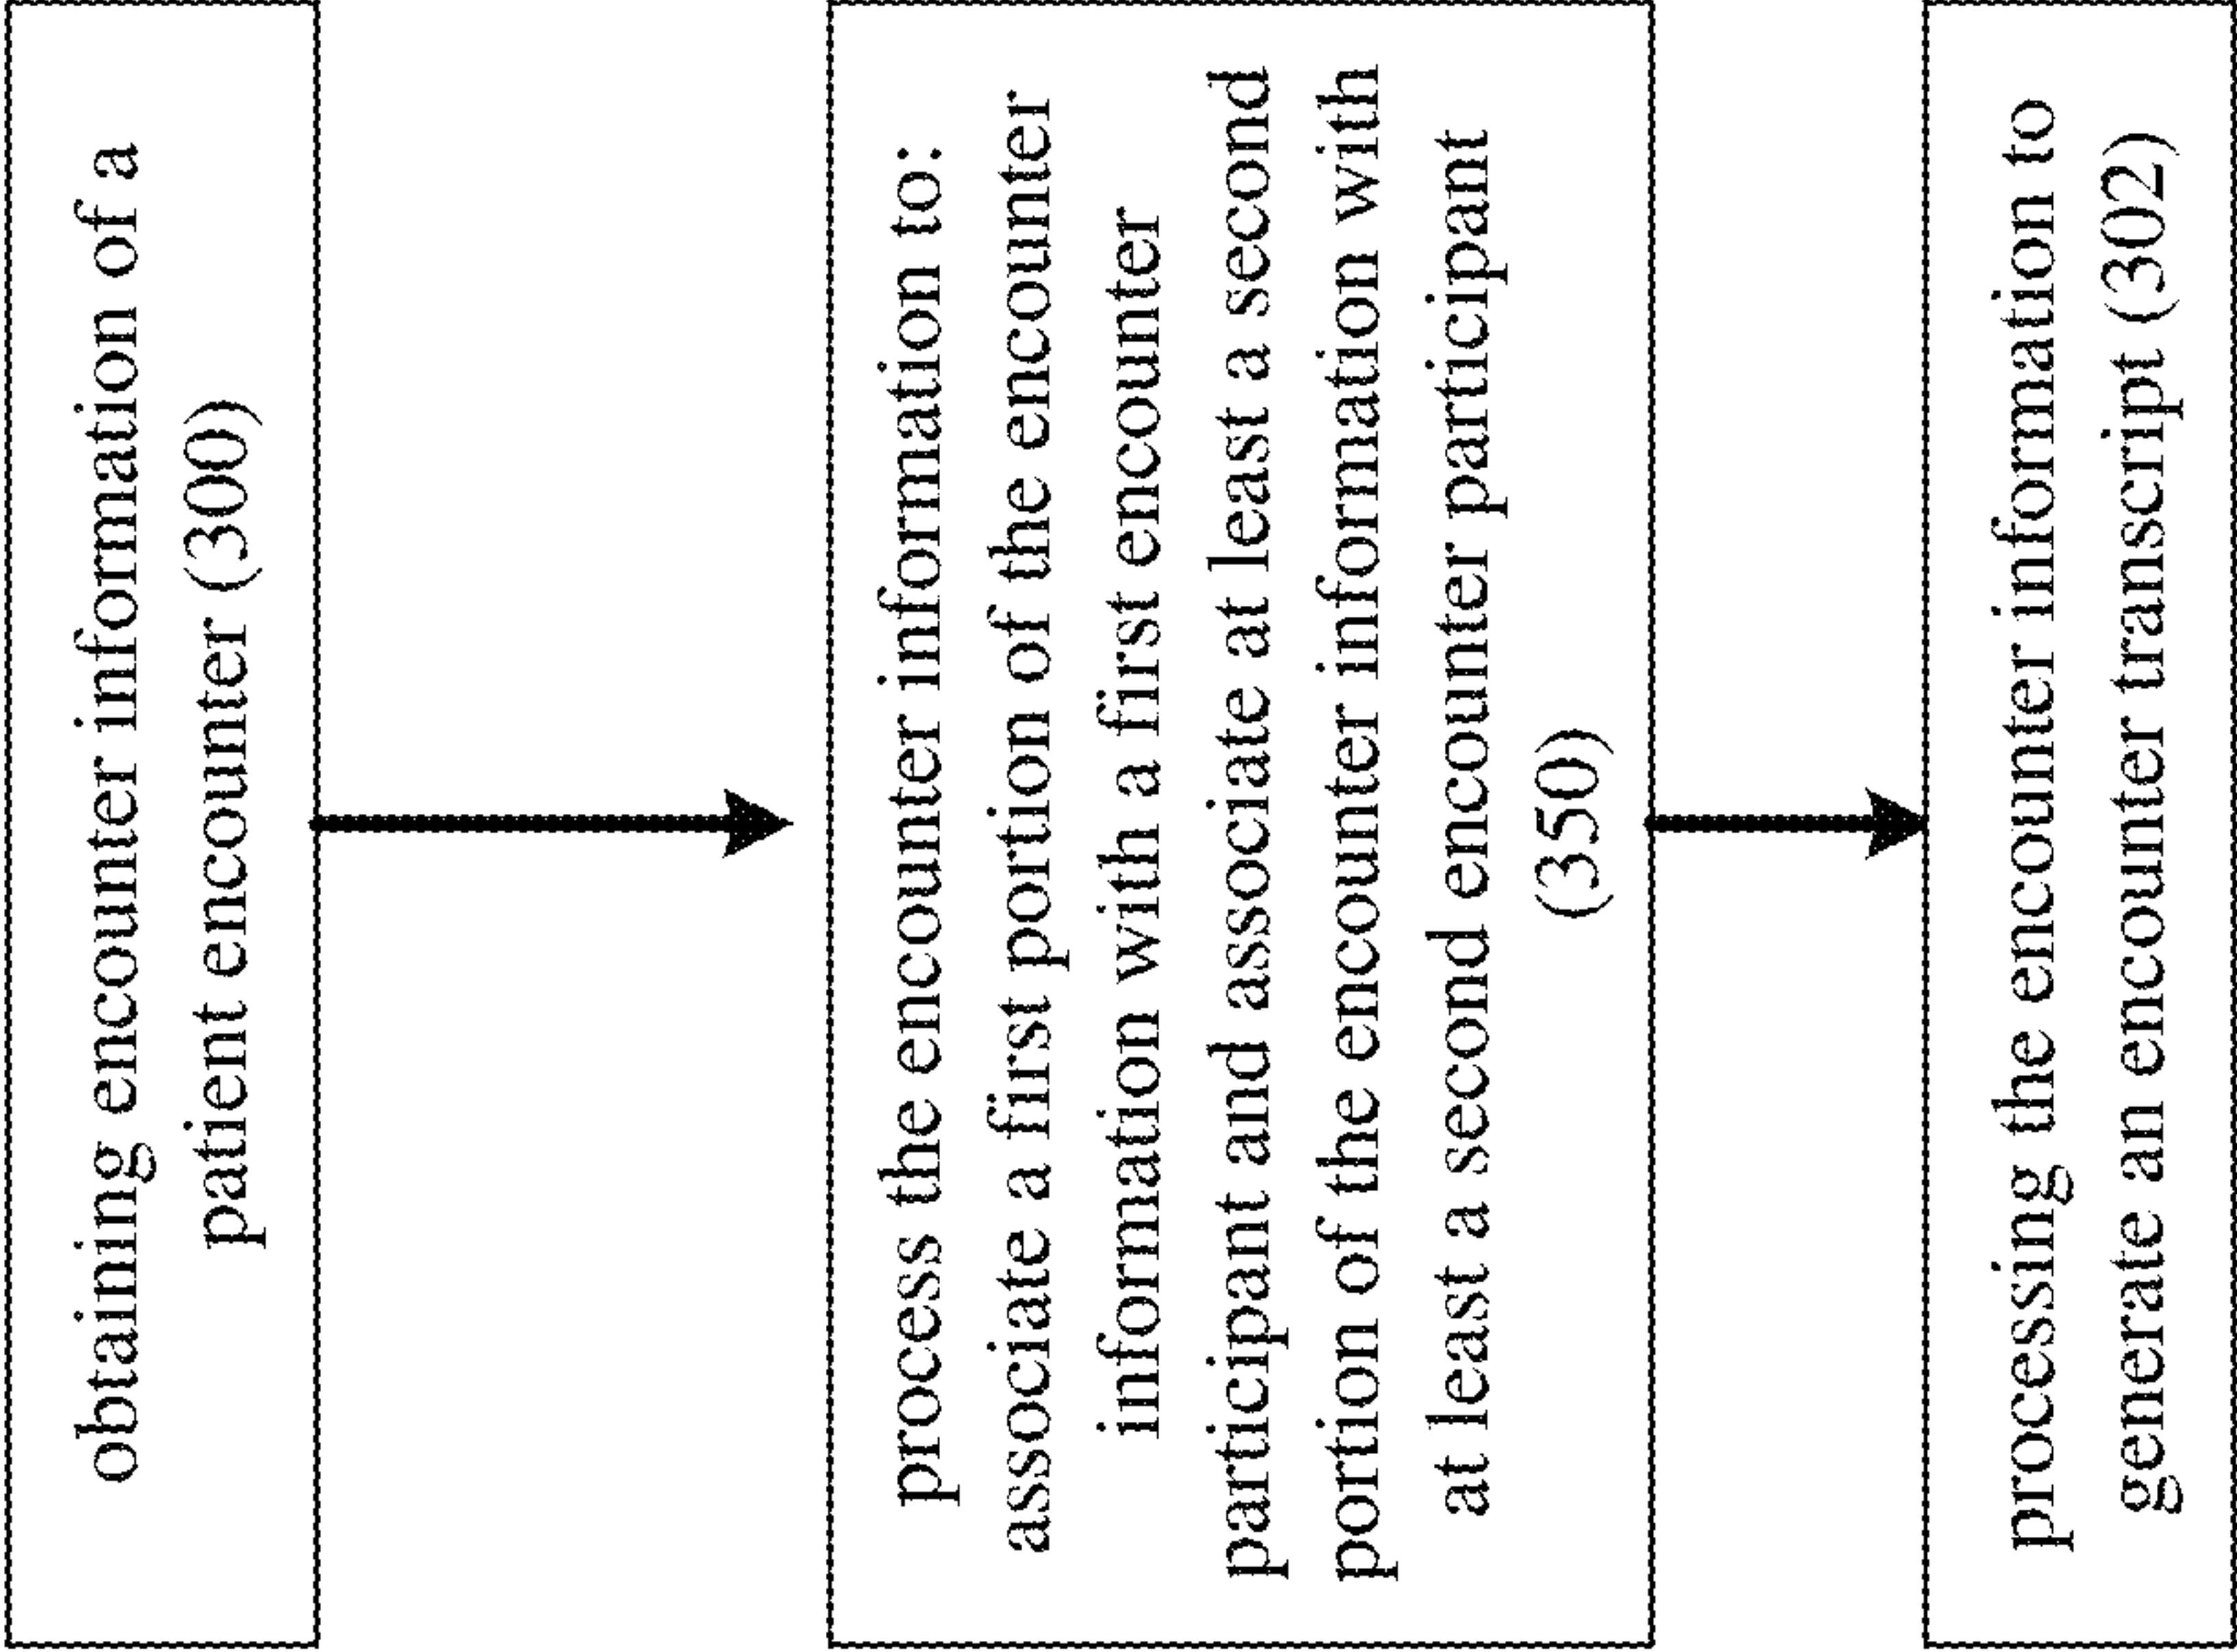 obtaining encounter information of a
patient encounter (300)
process the encounter information to:
associate a first portion of the encounter
information with a first encounter
participant and associate at least a second
portion of the encounter information with
at least a second encounter participant
(350)
processing the encounter information to
generate an encounter transcript (302)